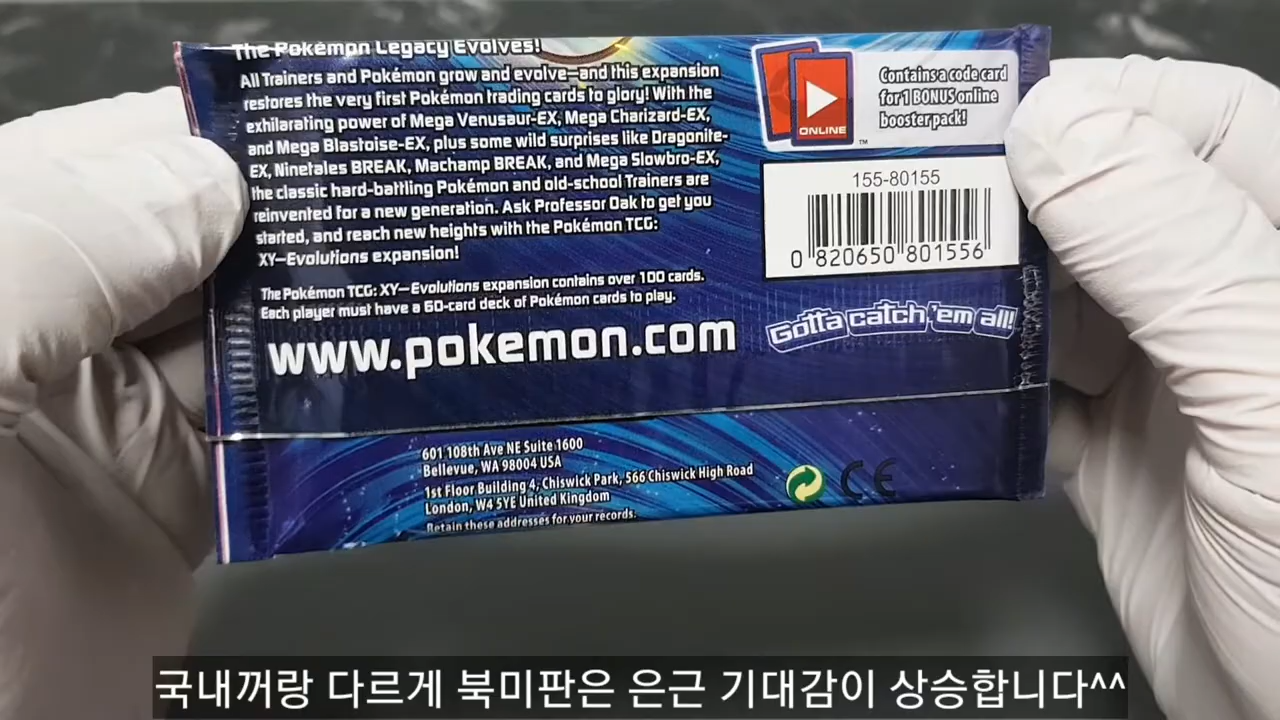 The Pokémon Legacy Evolves!
All Trainers and Pokémon grow and evolve—and this expansion
restores the very first Pokémon trading cards to glory! With the
exhilarating power of Mega Venusaur-EX, Mega Charizard-EX,
and Mega Blastoise-EX, plus some wild surprises like Dragonite-
EX, Ninetales BREAK, Machamp BREAK, and Mega Slowbro-EX,
the classic hard-battling Pokémon and old-school Trainers are
reinvented for a new generation. Ask Professor Oak to get you
started, and reach new heights with the Pokémon TCG:
XY—Evolutions expansion!
The Pokémon TCG: XY—Evolutions expansion contains over 100 cards.
Each player must have a 60-card deck of Pokémon cards to play.
www.pokemon.com
ONLINE
TM
Contains a code card
for 1 BONUS online
booster pack!
155-80155
0 820650 801556
Gotta catch 'em all!
601 108th Ave NE Suite 1600
Bellevue, WA 98004 USA
1st Floor Building 4, Chiswick Park, 566 Chiswick High Road
London, W4 5YE United Kingdom
Retain these addresses for your records.
CE
국내꺼랑 다르게 북미판은 은근 기대감이 상승합니다^^